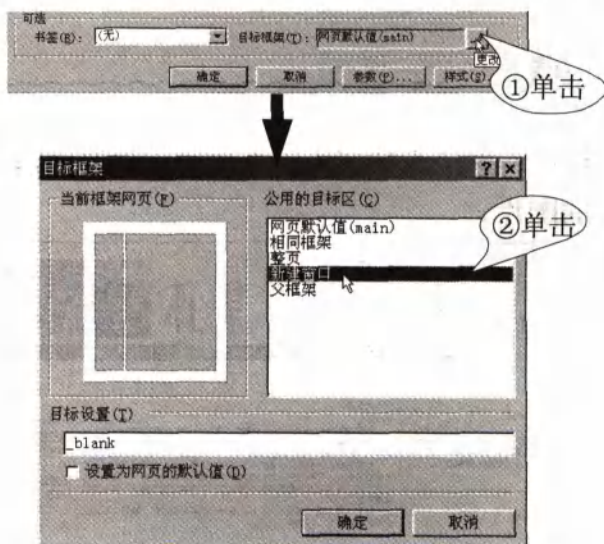 可选
书签(E): (无) 目标框架(T): 网页默认值(main)
更改
确定 取消 参数(P)... 样式(S)
①单击
目标框架
当前框架网页(F) 公用的目标区(C)
网页默认值(main)
相同框架
整页
新建窗口
父框架
②单击
目标设置(T)
_blank
设置为网页的默认值(D)
确定 取消